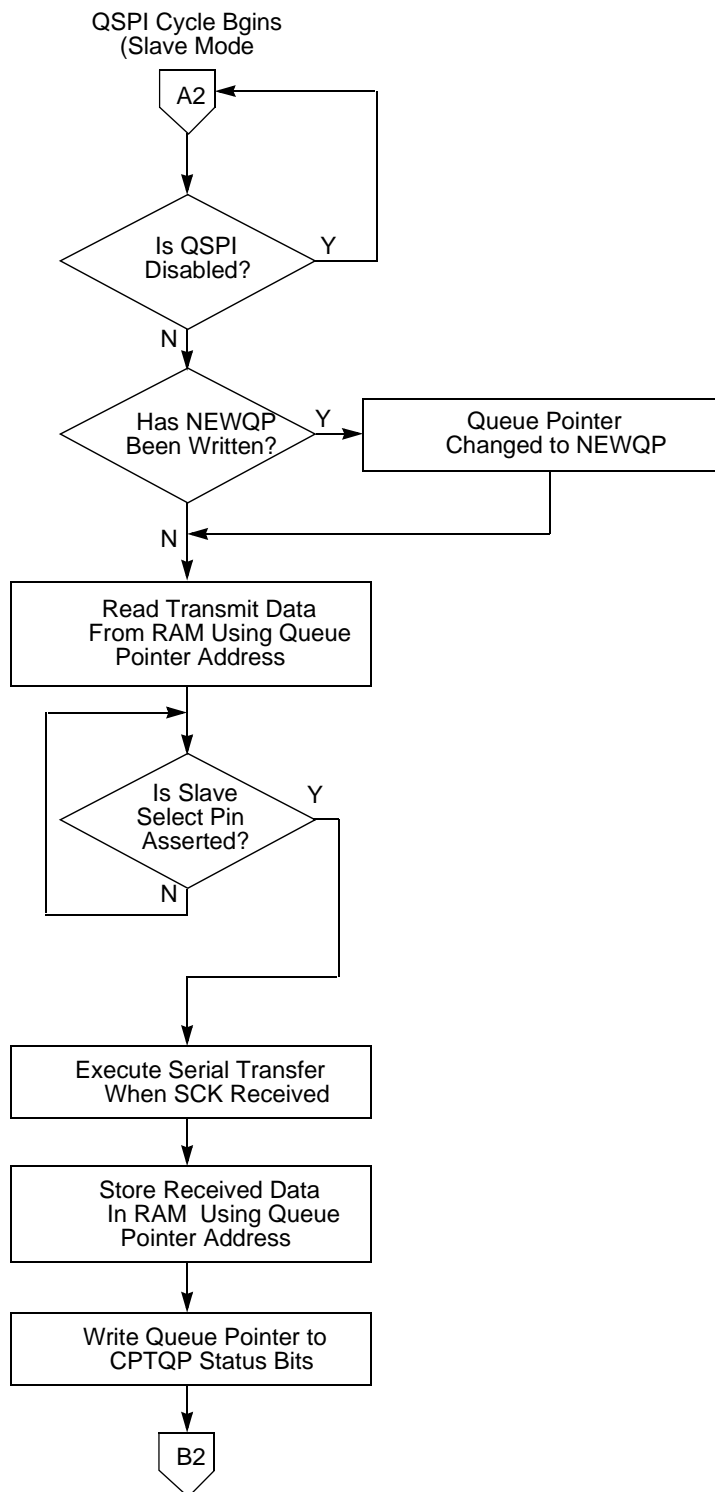 QSPI Cycle Bgins
(Slave Mode
A2
Is QSPI
Disabled?
Y
N
Has NEWQP
Been Written?
Y
Queue Pointer
Changed to NEWQP
N
Read Transmit Data
From RAM Using Queue
Pointer Address
Is Slave
Select Pin
Asserted?
Y
N
Execute Serial Transfer
When SCK Received
Store Received Data
In RAM Using Queue
Pointer Address
Write Queue Pointer to
CPTQP Status Bits
B2